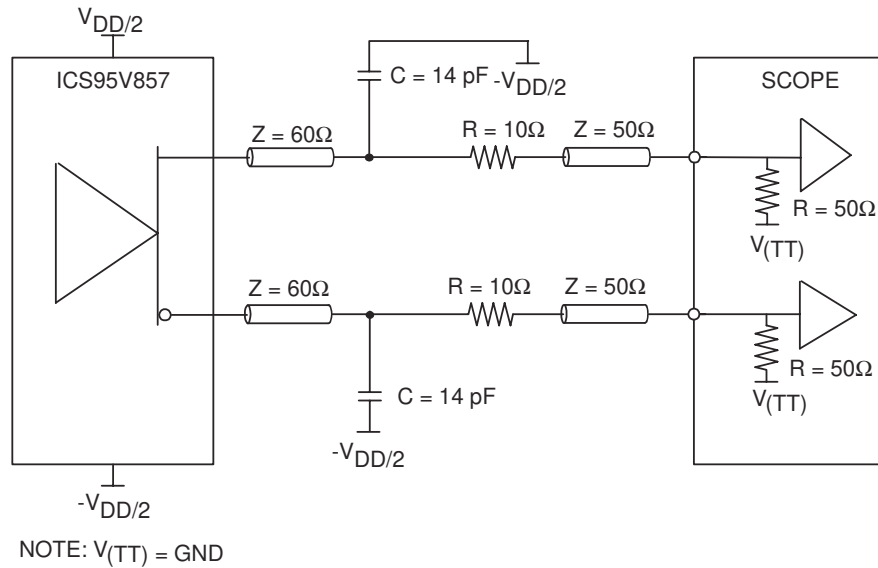 VDD/2
ICS95V857
C = 14 pF
-VDD/2
SCOPE
Z = 60Ω
R = 10Ω
Z = 50Ω
R = 50Ω
V(TT)
Z = 60Ω
R = 10Ω
Z = 50Ω
R = 50Ω
V(TT)
C = 14 pF
-VDD/2
-VDD/2
NOTE: V(TT) = GND